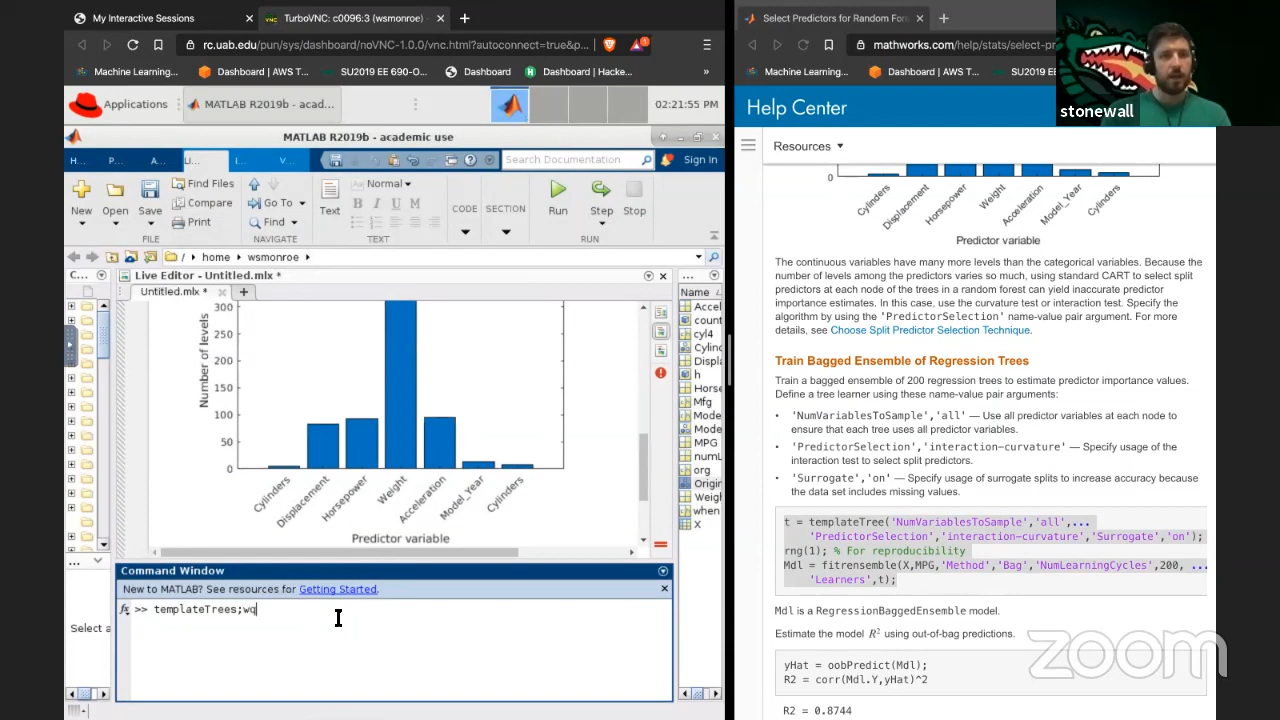 My Interactive Sessions
TurboVNC: c0096:3 (wsmonroe)
rc.uab.edu/pun/sys/dashboard/noVNC-1.0.0/vnc.html?autoconnect=true&p...
Machine Learning...
Dashboard | AWS T...
SU2019 EE 690-O...
Dashboard
Dashboard | Hacke...
»
Applications
MATLAB R2019b - acad...
02:21:55 PM
MATLAB R2019b - academic use
H...
P...
A...
Li...
I...
V...
Search Documentation
Sign In
New
Open
Save
Find Files
Compare
Print
Go To
Find
Text
Normal
B I U M
CODE
SECTION
Run
Step
Stop
FILE
NAVIGATE
TEXT
RUN
/ home wsmonroe
C...
Live Editor - Untitled.mlx *
Untitled.mlx *
...
Name
Accel
count
cyl4
Cylin
Displa
h
Horse
Mfg
Mode
Mode
MPG
numL
org
Origin
Weigh
when
X
Number of levels
300
250
200
150
100
50
0
Cylinders
Displacement
Horsepower
Weight
Acceleration
Model_Year
Cylinders
Predictor variable
...
Select a
Command Window
New to MATLAB? See resources for Getting Started.
fx >> templateTrees;wq
Select Predictors for Random For
mathworks.com/help/stats/select-pr
Machine Learning...
Dashboard | AWS T...
SU2019 EE
stonewall
Help Center
Resources
0
Cylinders
Displacement
Horsepower
Weight
Acceleration
Model_Year
Cylinders
Predictor variable
The continuous variables have many more levels than the categorical variables. Because the
number of levels among the predictors varies so much, using standard CART to select split
predictors at each node of the trees in a random forest can yield inaccurate predictor
importance estimates. In this case, use the curvature test or interaction test. Specify the
algorithm by using the 'PredictorSelection' name-value pair argument. For more
details, see Choose Split Predictor Selection Technique.
Train Bagged Ensemble of Regression Trees
Train a bagged ensemble of 200 regression trees to estimate predictor importance values.
Define a tree learner using these name-value pair arguments:
• 'NumVariablesToSample','all' — Use all predictor variables at each node to
ensure that each tree uses all predictor variables.
• 'PredictorSelection','interaction-curvature' — Specify usage of the
interaction test to select split predictors.
• 'Surrogate','on' — Specify usage of surrogate splits to increase accuracy because
the data set includes missing values.
t = templateTree('NumVariablesToSample','all',...
'PredictorSelection','interaction-curvature','Surrogate','on');
rng(1); % For reproducibility
Mdl = fitrensemble(X,MPG,'Method','Bag','NumLearningCycles',200, ...
'Learners',t);
Mdl is a RegressionBaggedEnsemble model.
Estimate the model R² using out-of-bag predictions.
yHat = oobPredict(Mdl);
R2 = corr(Mdl.Y,yHat)^2
R2 = 0.8744
zoom